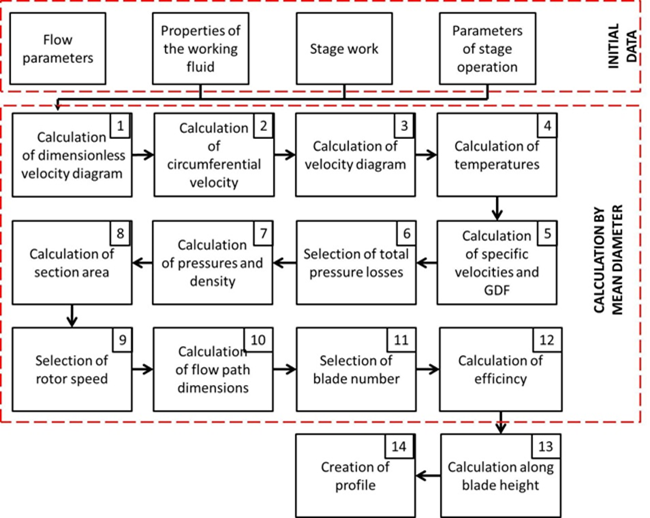 Flow
parameters
Properties of
the working
fluid
Stage work
Parameters
of stage
operation
INITIAL
DATA
1
Calculation
of dimensionless
velocity diagram
2
Calculation
of
circumferential
velocity
3
Calculation of
velocity diagram
4
Calculation of
temperatures
5
Calculation
of specific
velocities and
GDF
6
Selection of total
pressure losses
7
Calculation
of pressures and
density
8
Calculation of
section area
CALCULATION BY
MEAN DIAMETER
9
Selection of
rotor speed
10
Calculation
of flow path
dimensions
11
Selection of
blade number
12
Calculation of
efficincy
13
Calculation along
blade height
14
Creation of
profile